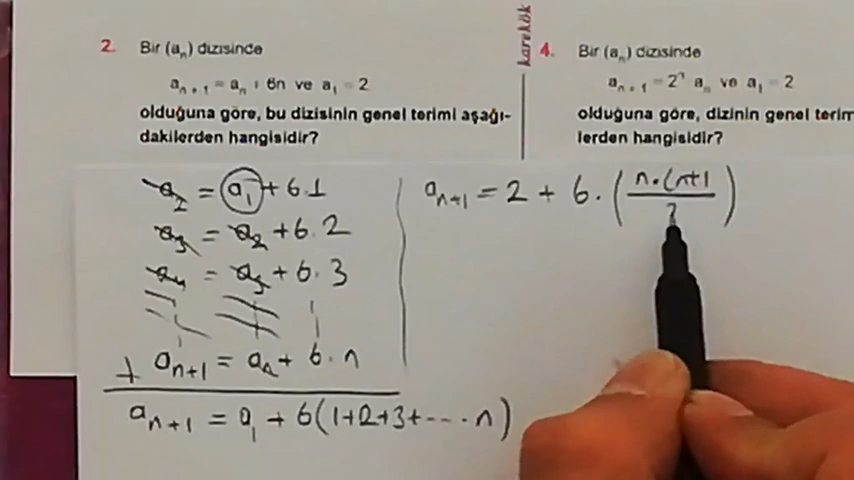 2. Bir (aₙ) dizisinde
aₙ₊₁ = aₙ + 6n ve a₁ = 2
olduğuna göre, bu dizisinin genel terimi aşağı-
dakilerden hangisidir?
karekök
4. Bir (aₙ) dizisinde
aₙ₊₁ = 2ⁿ aₙ ve a₁ = 2
olduğuna göre, dizinin genel terim
lerden hangisidir?
a₂ = a₁ + 6.1
a₃ = a₂ + 6.2
a₄ = a₃ + 6.3
+ aₙ₊₁ = aₙ + 6.n
aₙ₊₁ = a₁ + 6(1+2+3+-----n)
aₙ₊₁ = 2 + 6.(n.(n+1/2)